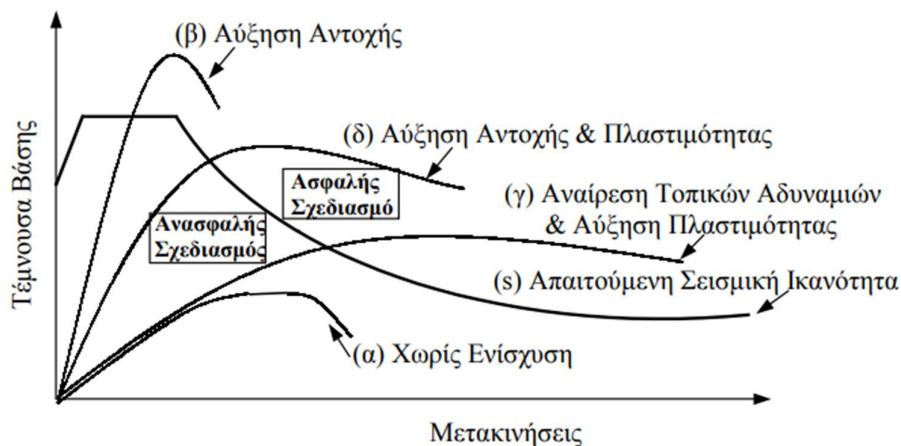 (β) Αύξηση Αντοχής
(δ) Αύξηση Αντοχής & Πλαστιμότητας
Ασφαλής
Σχεδιασμό
(γ) Αναίρεση Τοπικών Αδυναμιών
& Αύξηση Πλαστιμότητας
Ανασφαλής
Σχεδιασμός
(s) Απαιτούμενη Σεισμική Ικανότητα
(α) Χωρίς Ενίσχυση
Τέμνουσα Βάσης
Μετακινήσεις